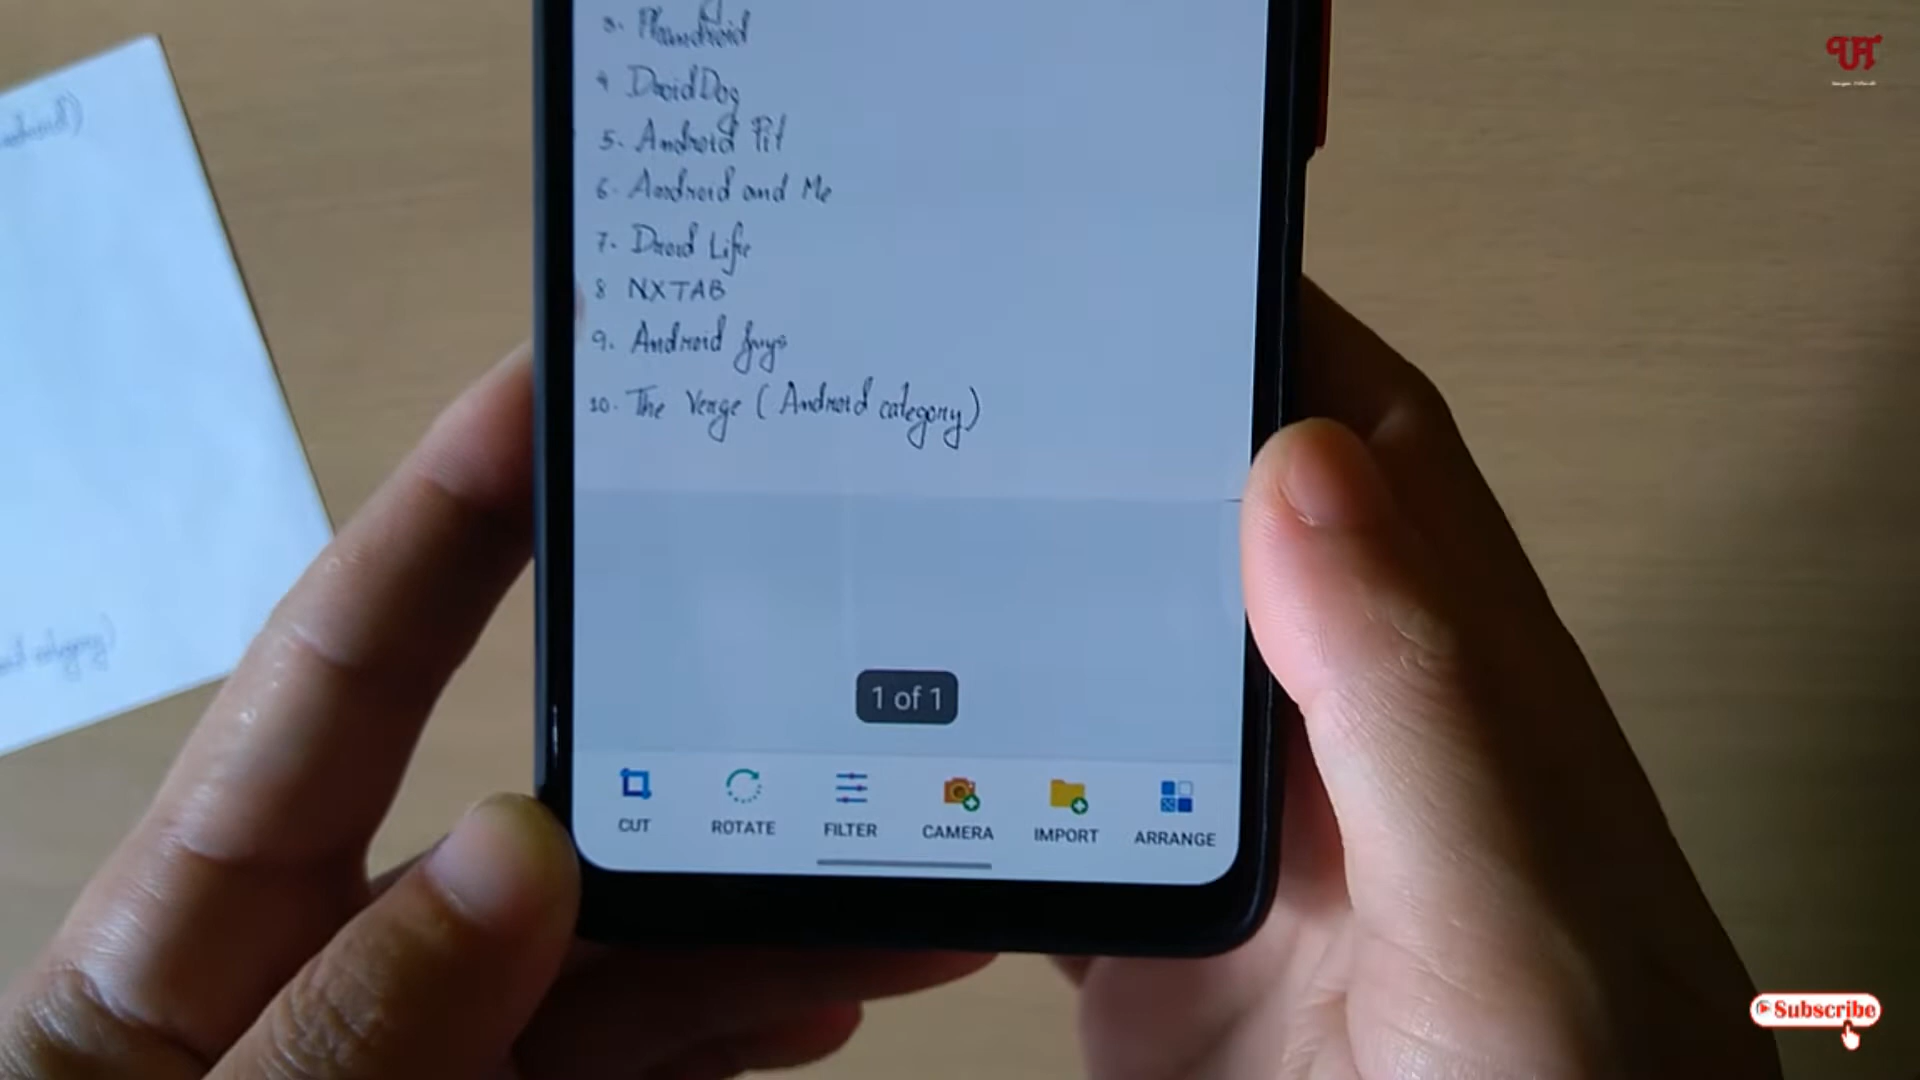 3. Phandroid
4 DroidDog
5. Android Pit
6. Android and Me
7. Droid Life
8 NXTAB
9. Android guys
10. The Verge (Android category)
1 of 1
CUT
ROTATE
FILTER
CAMERA
IMPORT
ARRANGE
Subscribe